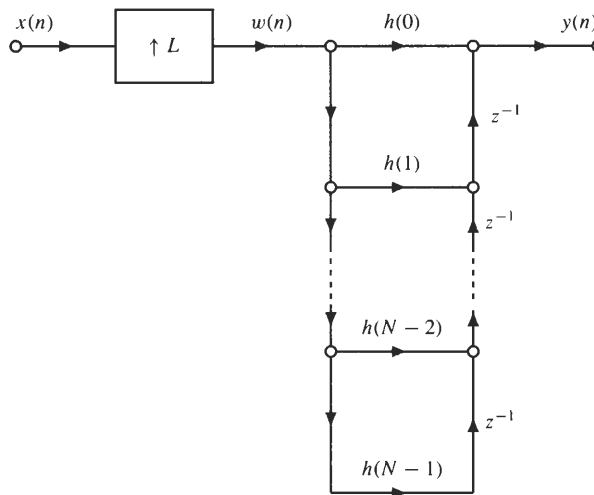 x(n) ↑ L w(n) h(0) y(n)
z⁻¹
h(1)
z⁻¹
h(N − 2)
z⁻¹
h(N − 1)